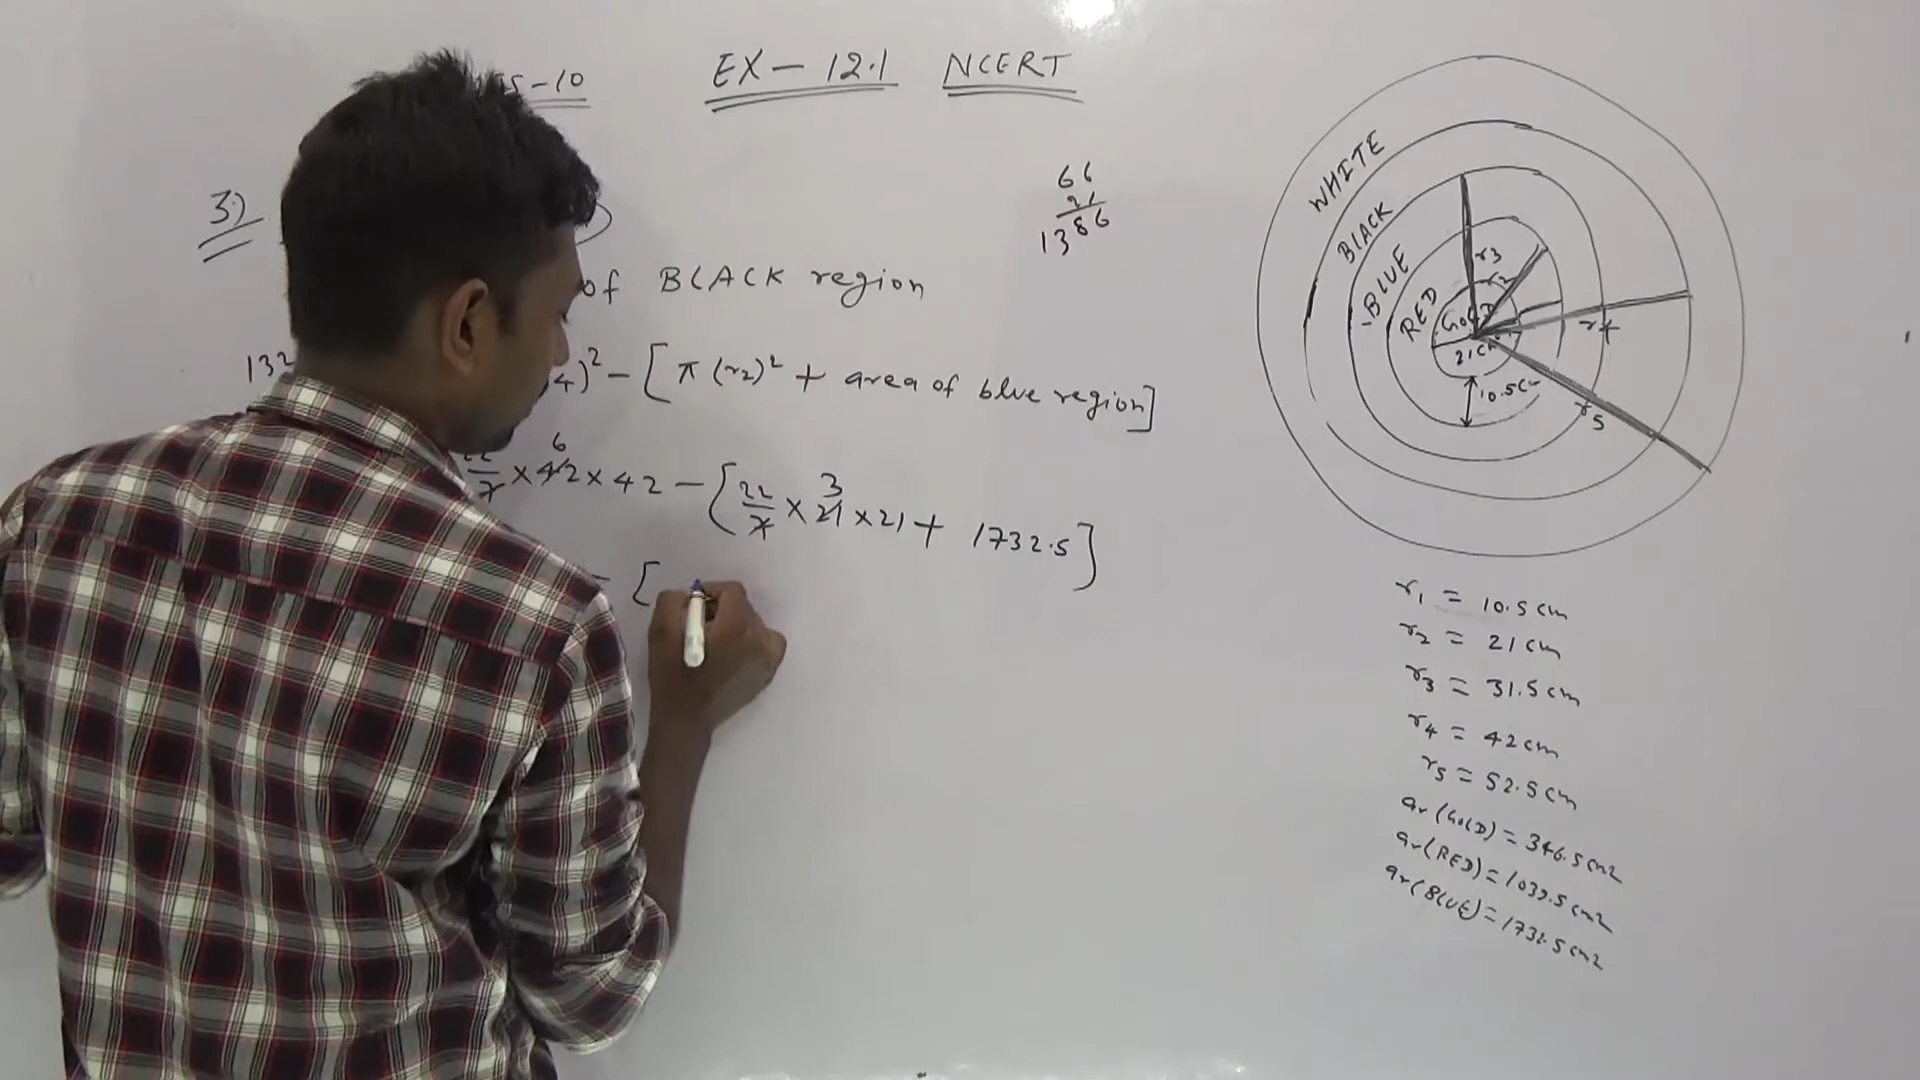 EX - 12.1 NCERT
3)
66
21
1386
of BLACK region
132
4)² - [π (r2)² + area of blue region]
22/7 × 42 × 42 - [22/7 × 21 × 21 + 1732.5]
6
3
- [
WHITE
BLACK
BLUE
RED
GOLD
21cm
10.5cm
r3
r2
r4
r5
r1 = 10.5 cm
r2 = 21 cm
r3 = 31.5 cm
r4 = 42 cm
r5 = 52.5 cm
ar(GOLD) = 346.5 cm2
ar(RED) = 1039.5 cm2
ar(BLUE) = 1732.5 cm2